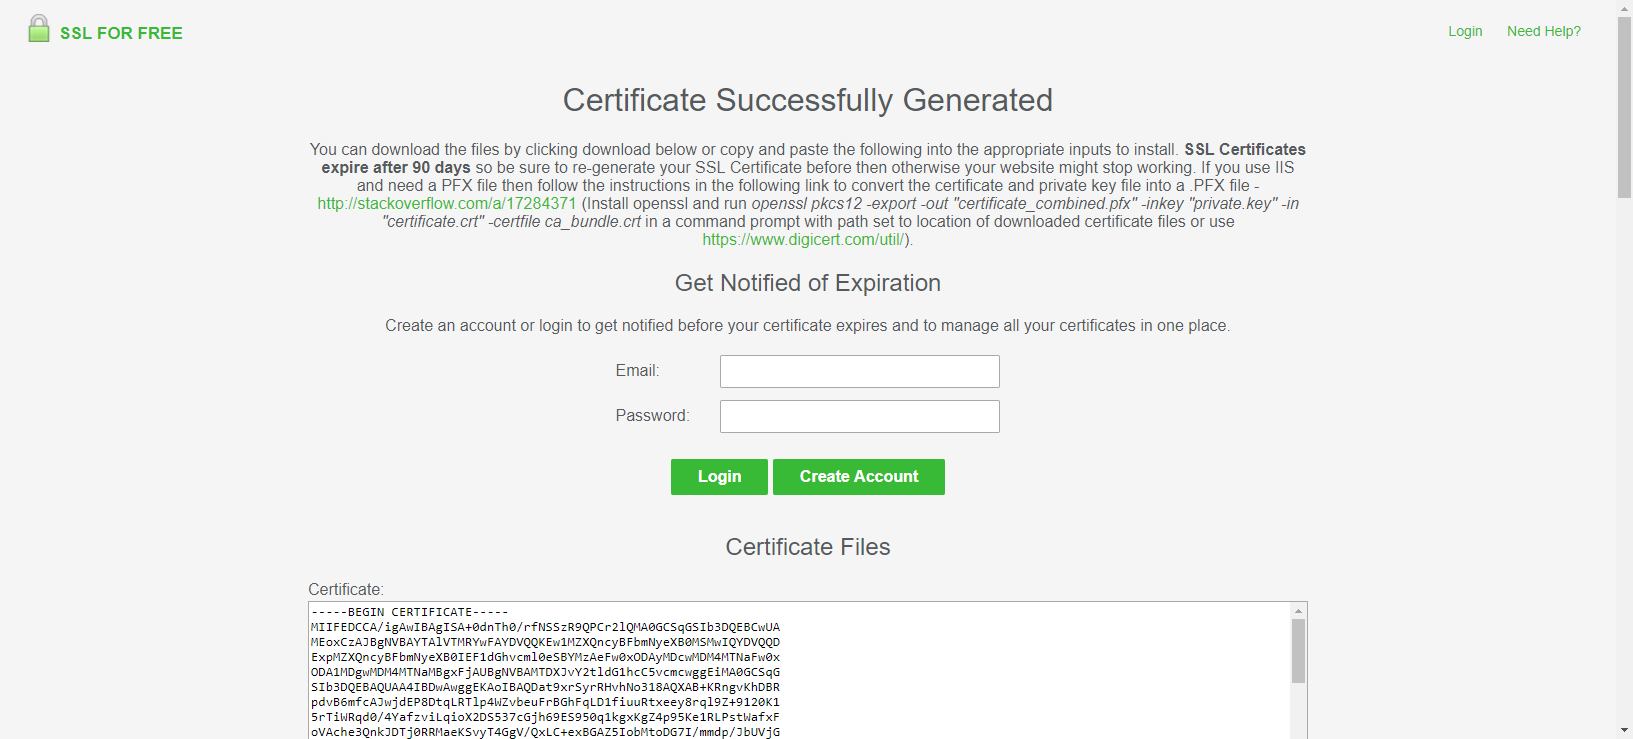 SSL FOR FREE
Login Need Help?
Certificate Successfully Generated
You can download the files by clicking download below or copy and paste the following into the appropriate inputs to install. SSL Certificates
expire after 90 days so be sure to re-generate your SSL Certificate before then otherwise your website might stop working. If you use IIS
and need a PFX file then follow the instructions in the following link to convert the certificate and private key file into a .PFX file -
http://stackoverflow.com/a/17284371 (Install openssl and run openssl pkcs12 -export -out "certificate_combined.pfx" -inkey "private.key" -in
"certificate.crt" -certfile ca_bundle.crt in a command prompt with path set to location of downloaded certificate files or use
https://www.digicert.com/util/).
Get Notified of Expiration
Create an account or login to get notified before your certificate expires and to manage all your certificates in one place.
Email:
Password:
Login Create Account
Certificate Files
Certificate:
-----BEGIN CERTIFICATE-----
MIIFEDCCA/igAwIBAgISA+0dnTh0/rfNSSzR9QPCr2lQMA0GCSqGSIb3DQEBCwUA
MEoxCzAJBgNVBAYTAlVTMRYwFAYDVQQKEw1MZXQncyBFbmNyeXB0MSMwIQYDVQQD
ExpMZXQncyBFbmNyeXB0IEF1dGhvcml0eSBYMzAeFw0xODAyMDcwMDM4MTNaFw0x
ODA1MDgwMDM4MTNaMBgxFjAUBgNVBAMTDXJvY2tldG1hcC5vcmcwggEiMA0GCSqG
SIb3DQEBAQUAA4IBDwAwggEKAoIBAQDat9xrSyrRHvhNo318AQXAB+KRngvKhDBR
pdvB6mfcAJwjdEP8DtqLRTlp4WZvbeuFrBGhFqLD1fiuuRtxeey8rql9Z+9120K1
5rTiWRqd0/4YafzviLqioX2DS537cGjh69ES950q1kgxKgZ4p95Ke1RLPstWafxF
oVAche3QnkJDTj0RRMaeKSvyT4GgV/QxLC+exBGAZ5IobMtoDG7I/mmdp/JbUVjG